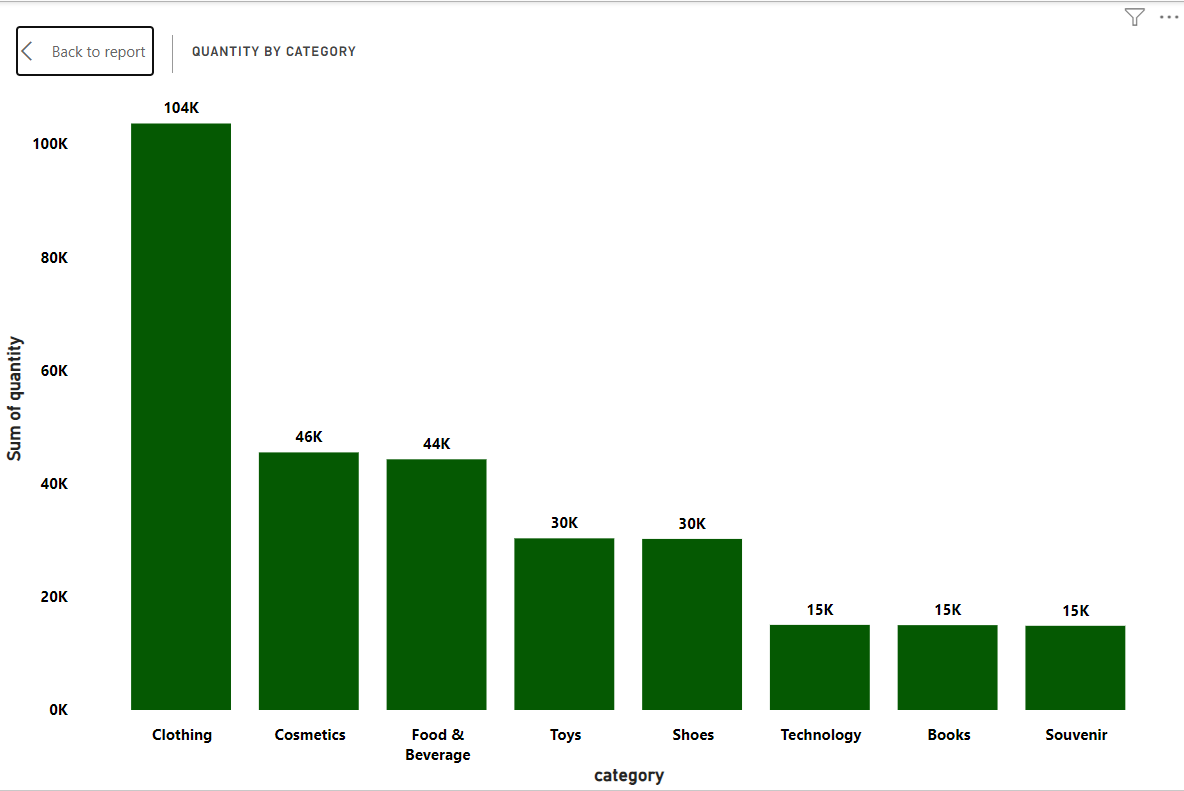 Back to report
QUANTITY BY CATEGORY
104K
100K
80K
60K
40K
20K
0K
Sum of quantity
46K
44K
30K
30K
15K
15K
15K
Clothing
Cosmetics
Food &
Beverage
Toys
Shoes
Technology
Books
Souvenir
category